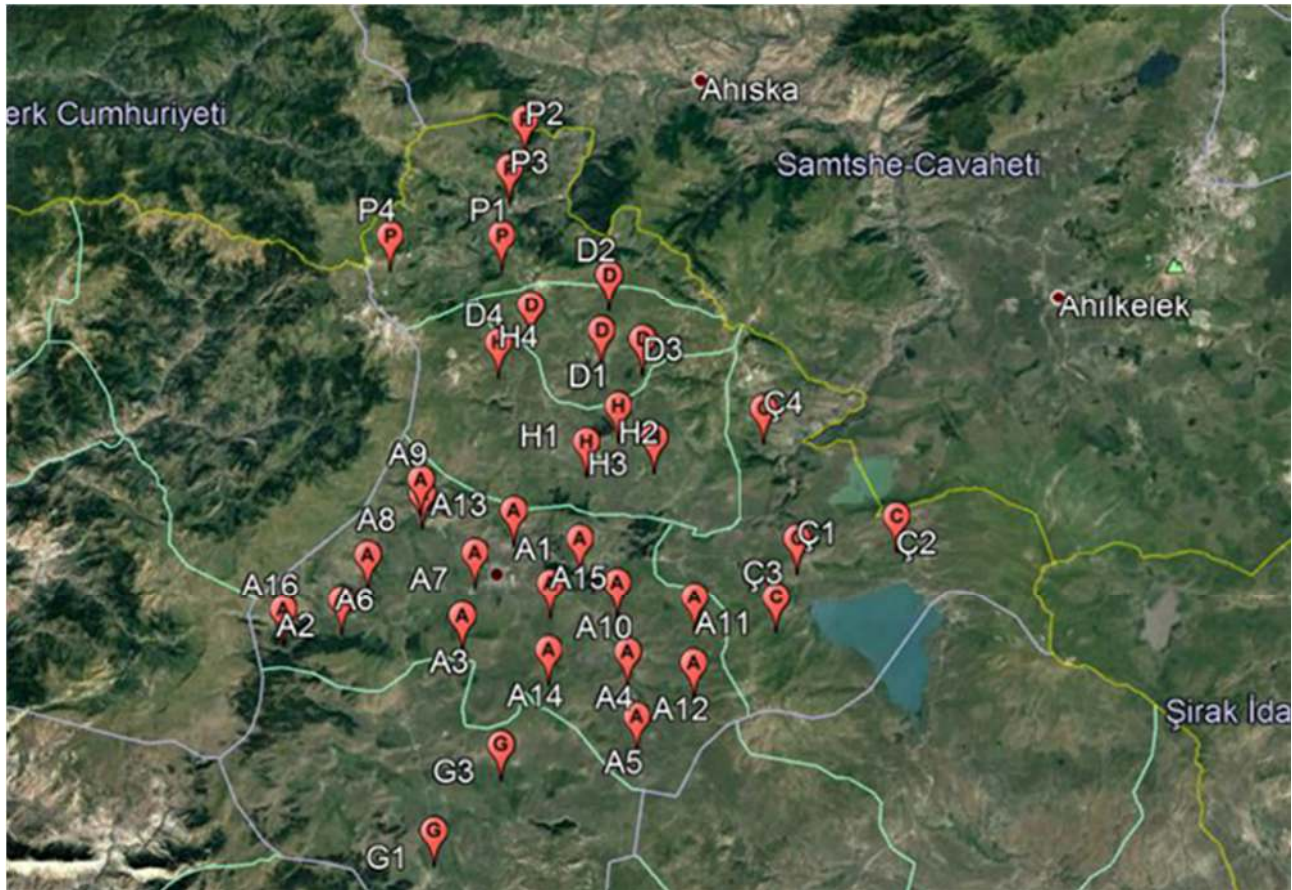 Ahıska
erk Cumhuriyeti
P2
P3
Samtshe-Cavaheti
P4
P1
D2
Ahılkelek
D4
H4
D1
D3
Ç4
H1
H2
H3
A9
A8
A13
A1
Ç1
Ç2
A7
A15
Ç3
A16
A2
A6
A10
A11
A3
A14
A4
A12
Şirak İda
A5
G3
G1